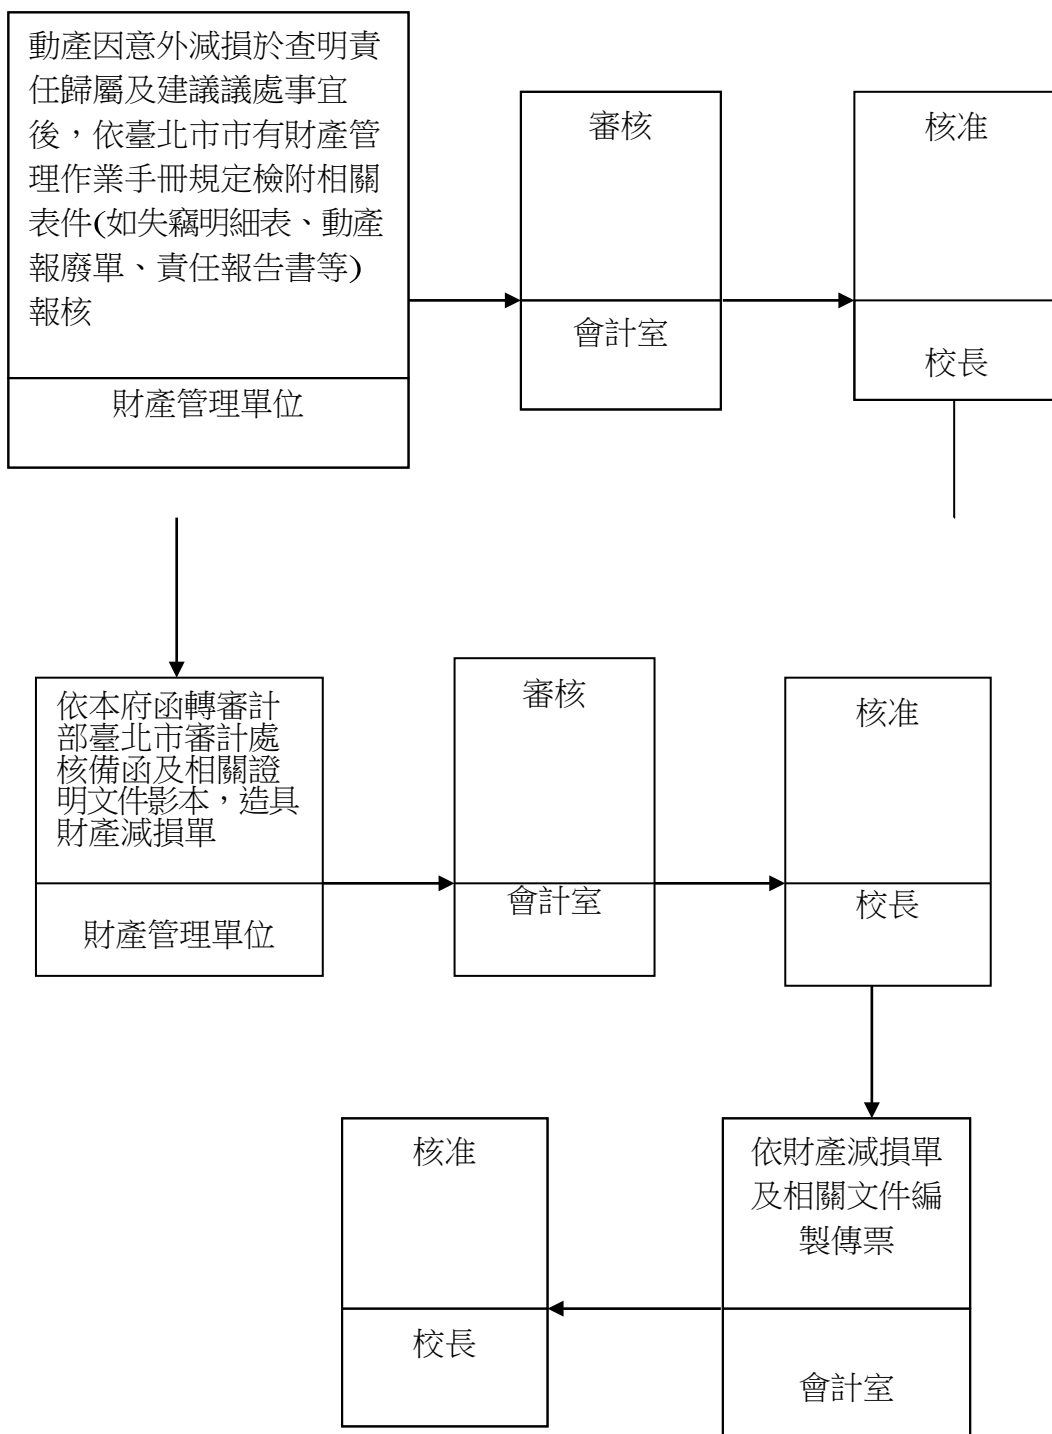 動產因意外減損於查明責
任歸屬及建議議處事宜
後，依臺北市市有財產管
理作業手冊規定檢附相關
表件(如失竊明細表、動產
報廢單、責任報告書等)
報核
財產管理單位
審核
會計室
核准
校長
依本府函轉審計
部臺北市審計處
核備函及相關證
明文件影本，造具
財產減損單
財產管理單位
審核
會計室
核准
校長
依財產減損單
及相關文件編
製傳票
會計室
核准
校長